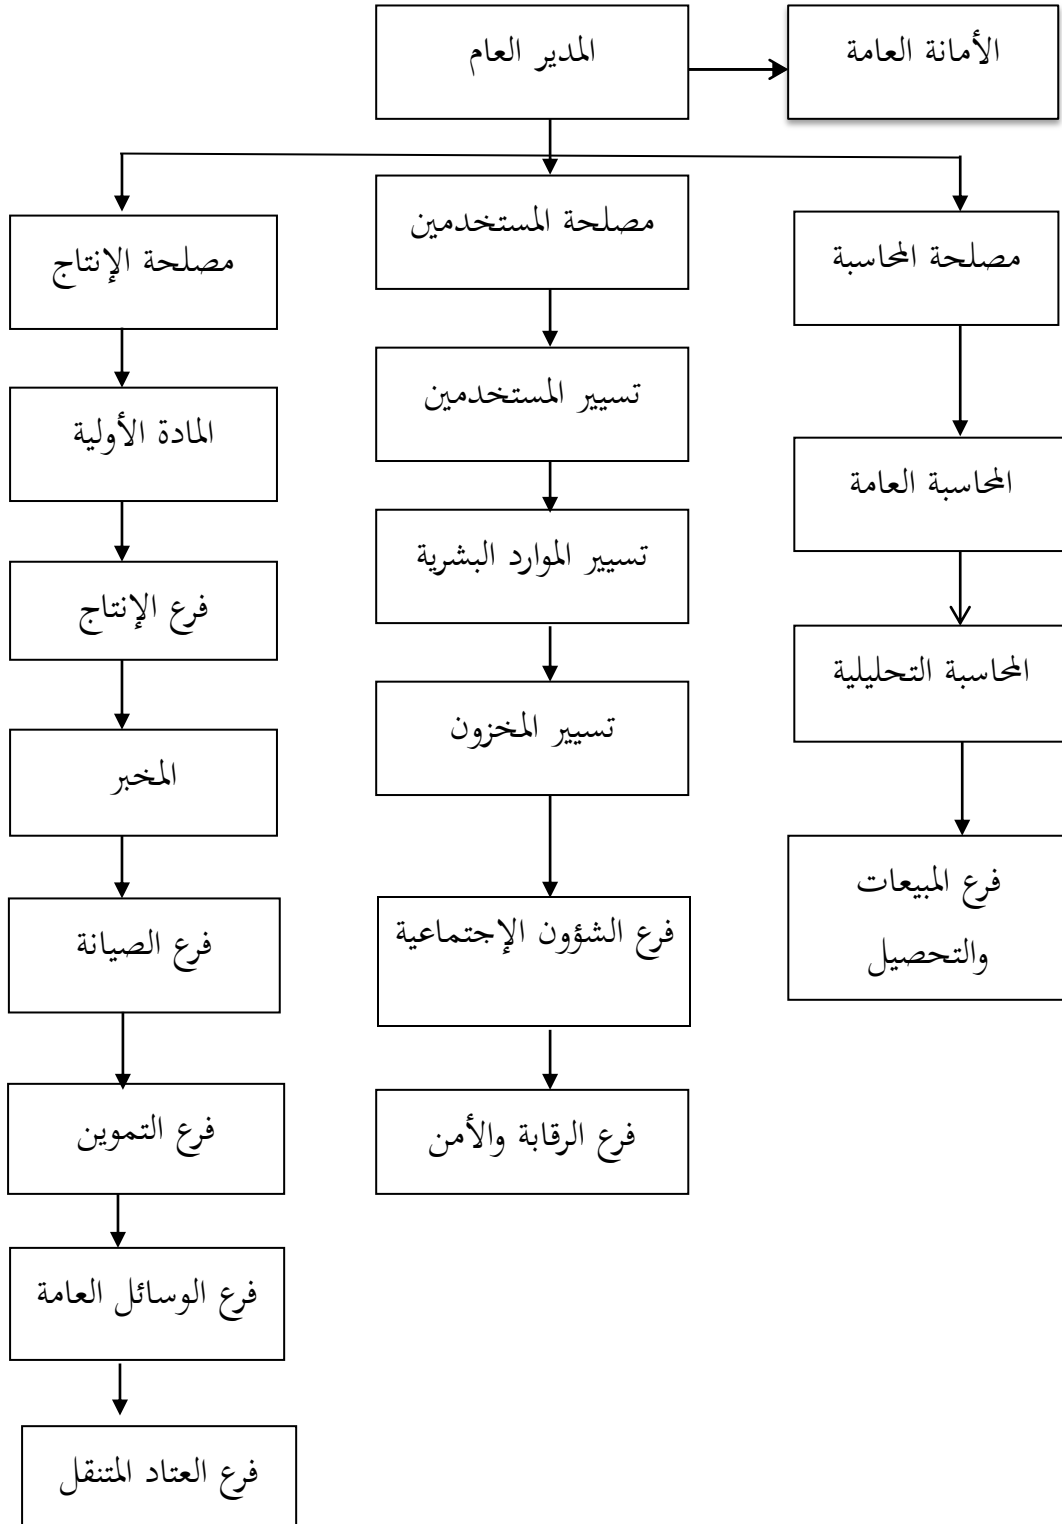 المدير العام
الأمانة العامة
مصلحة المحاسبة
المحاسبة العامة
المحاسبة التحليلية
فرع المبيعات
والتحصيل
مصلحة المستخدمين
تسيير المستخدمين
تسيير الموارد البشرية
تسيير المخزون
فرع الشؤون الإجتماعية
فرع الرقابة والأمن
مصلحة الإنتاج
المادة الأولية
فرع الإنتاج
المخبر
فرع الصيانة
فرع التموين
فرع الوسائل العامة
فرع العتاد المتنقل